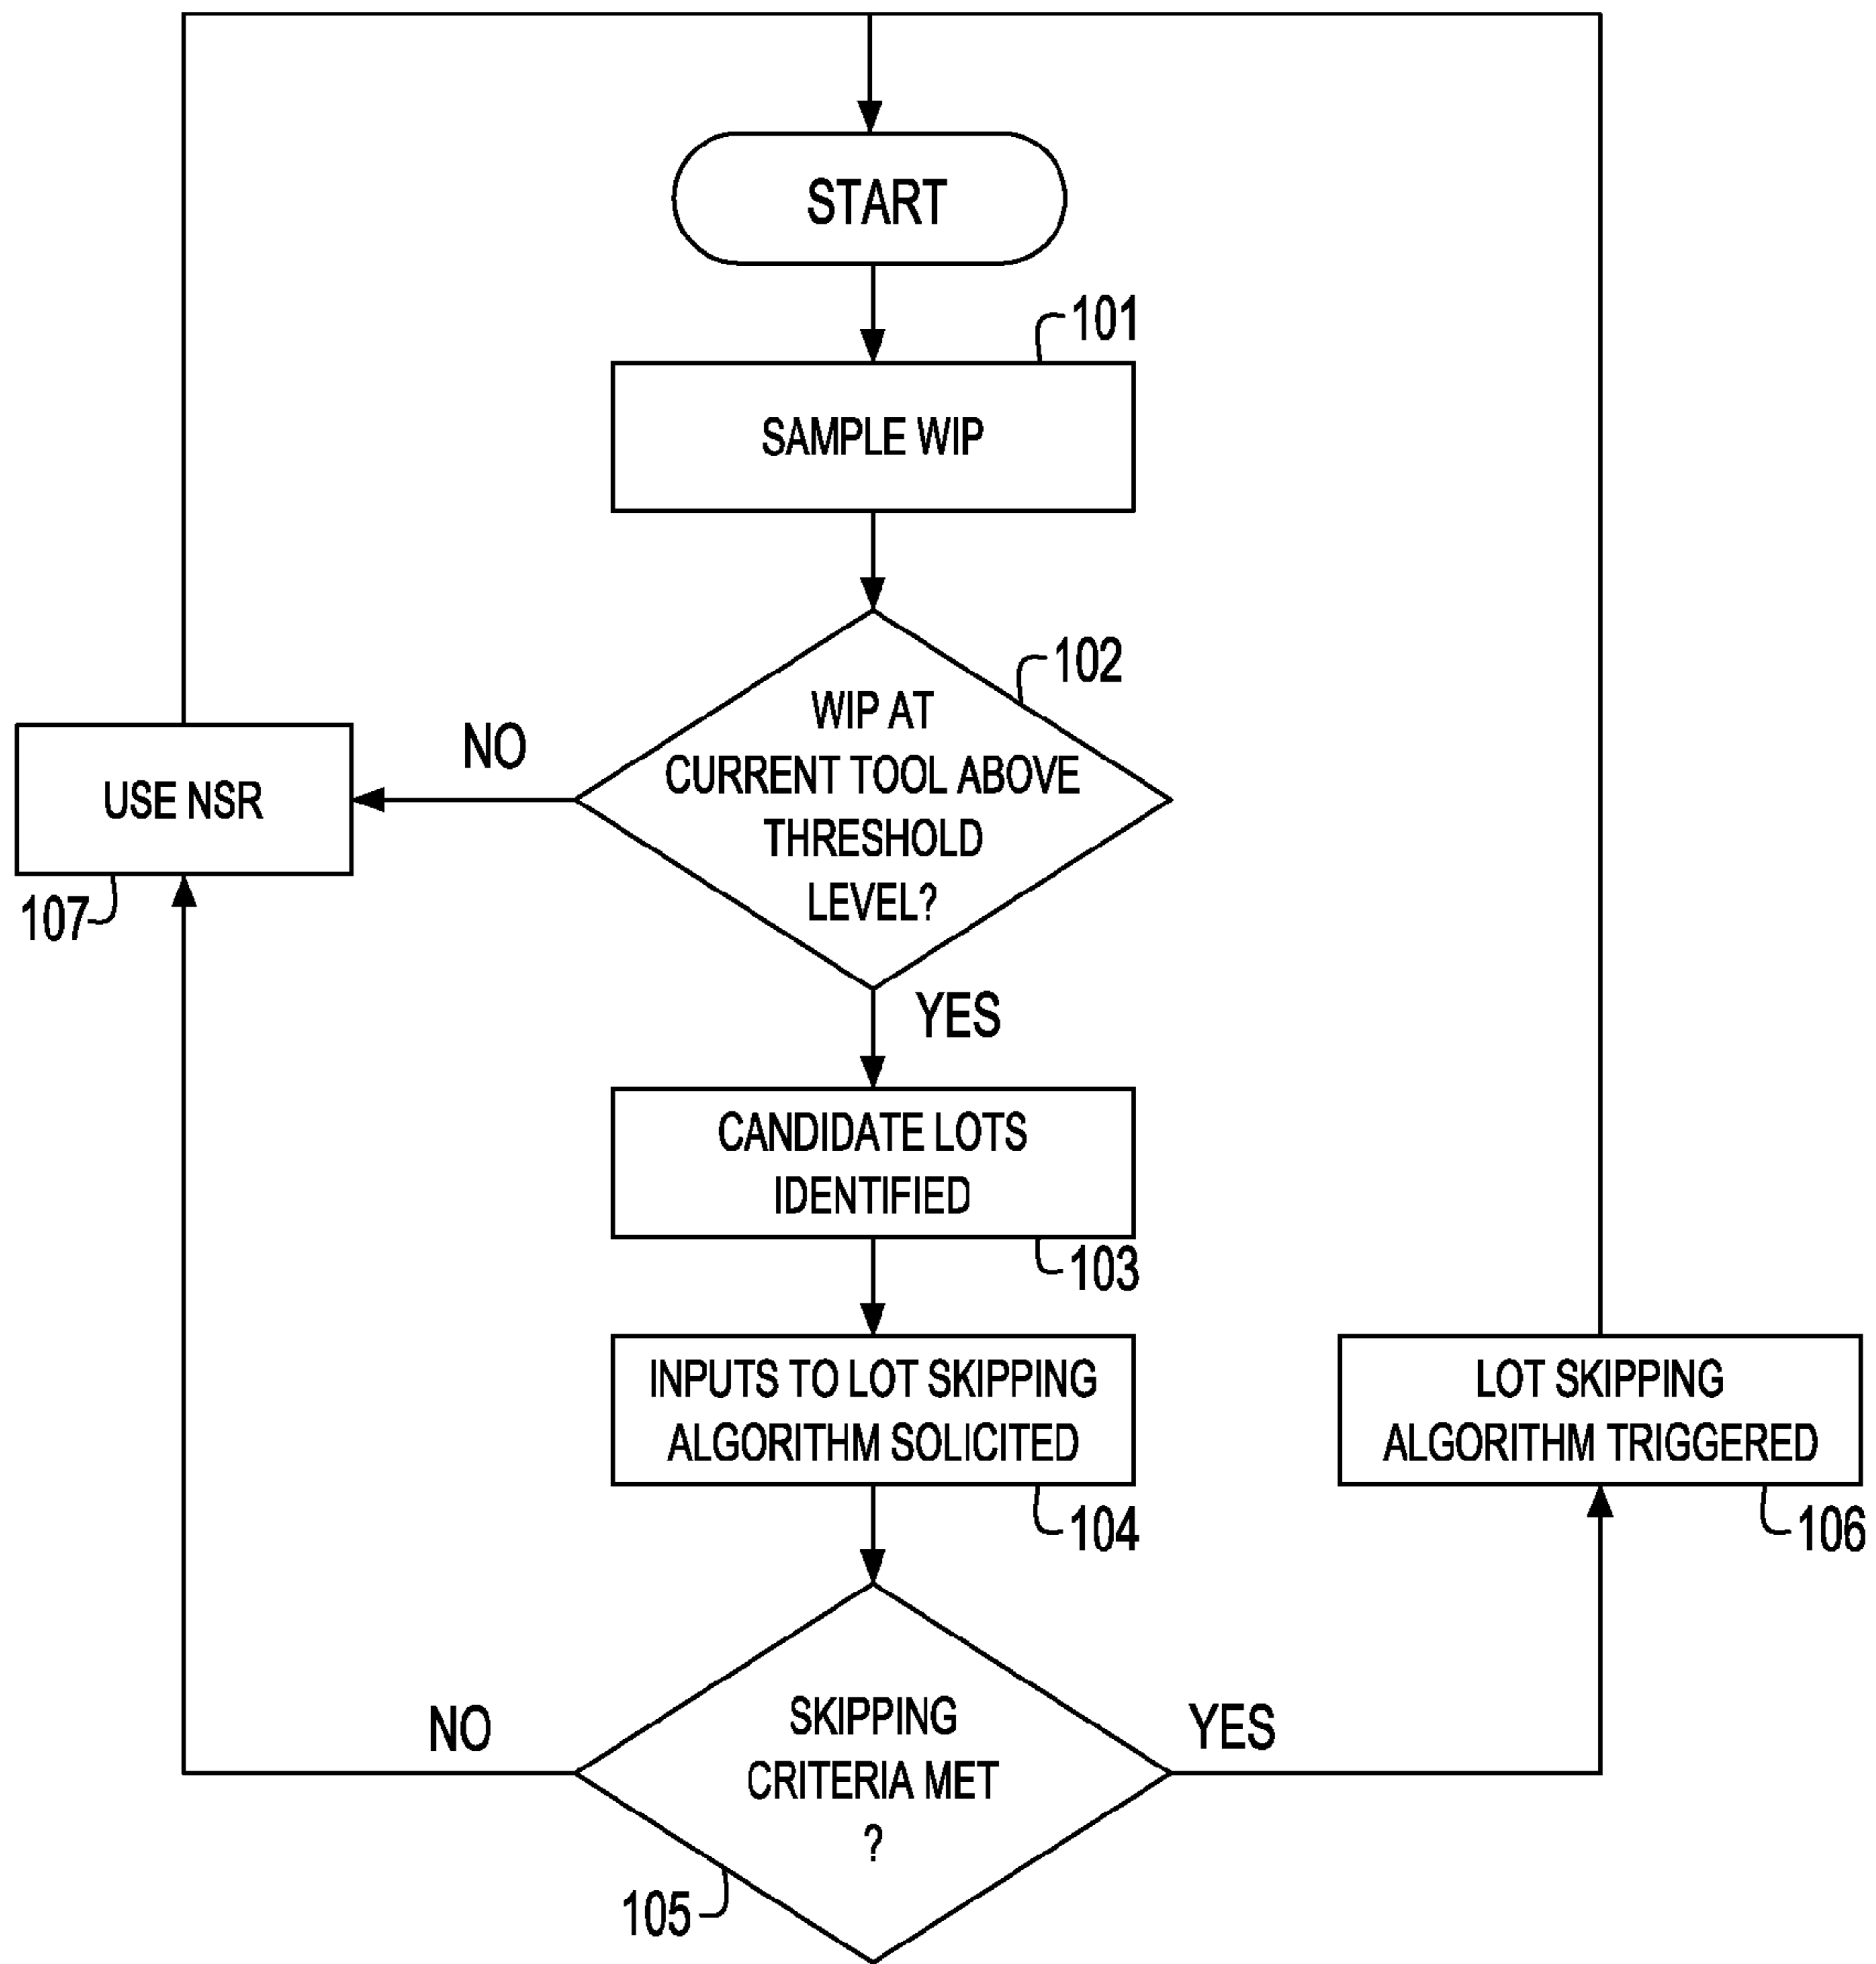 START
101
SAMPLE WIP
102
WIP AT
CURRENT TOOL ABOVE
THRESHOLD
LEVEL?
NO
USE NSR
107
YES
CANDIDATE LOTS
IDENTIFIED
103
INPUTS TO LOT SKIPPING
ALGORITHM SOLICITED
104
LOT SKIPPING
ALGORITHM TRIGGERED
106
NO
SKIPPING
CRITERIA MET
?
YES
105